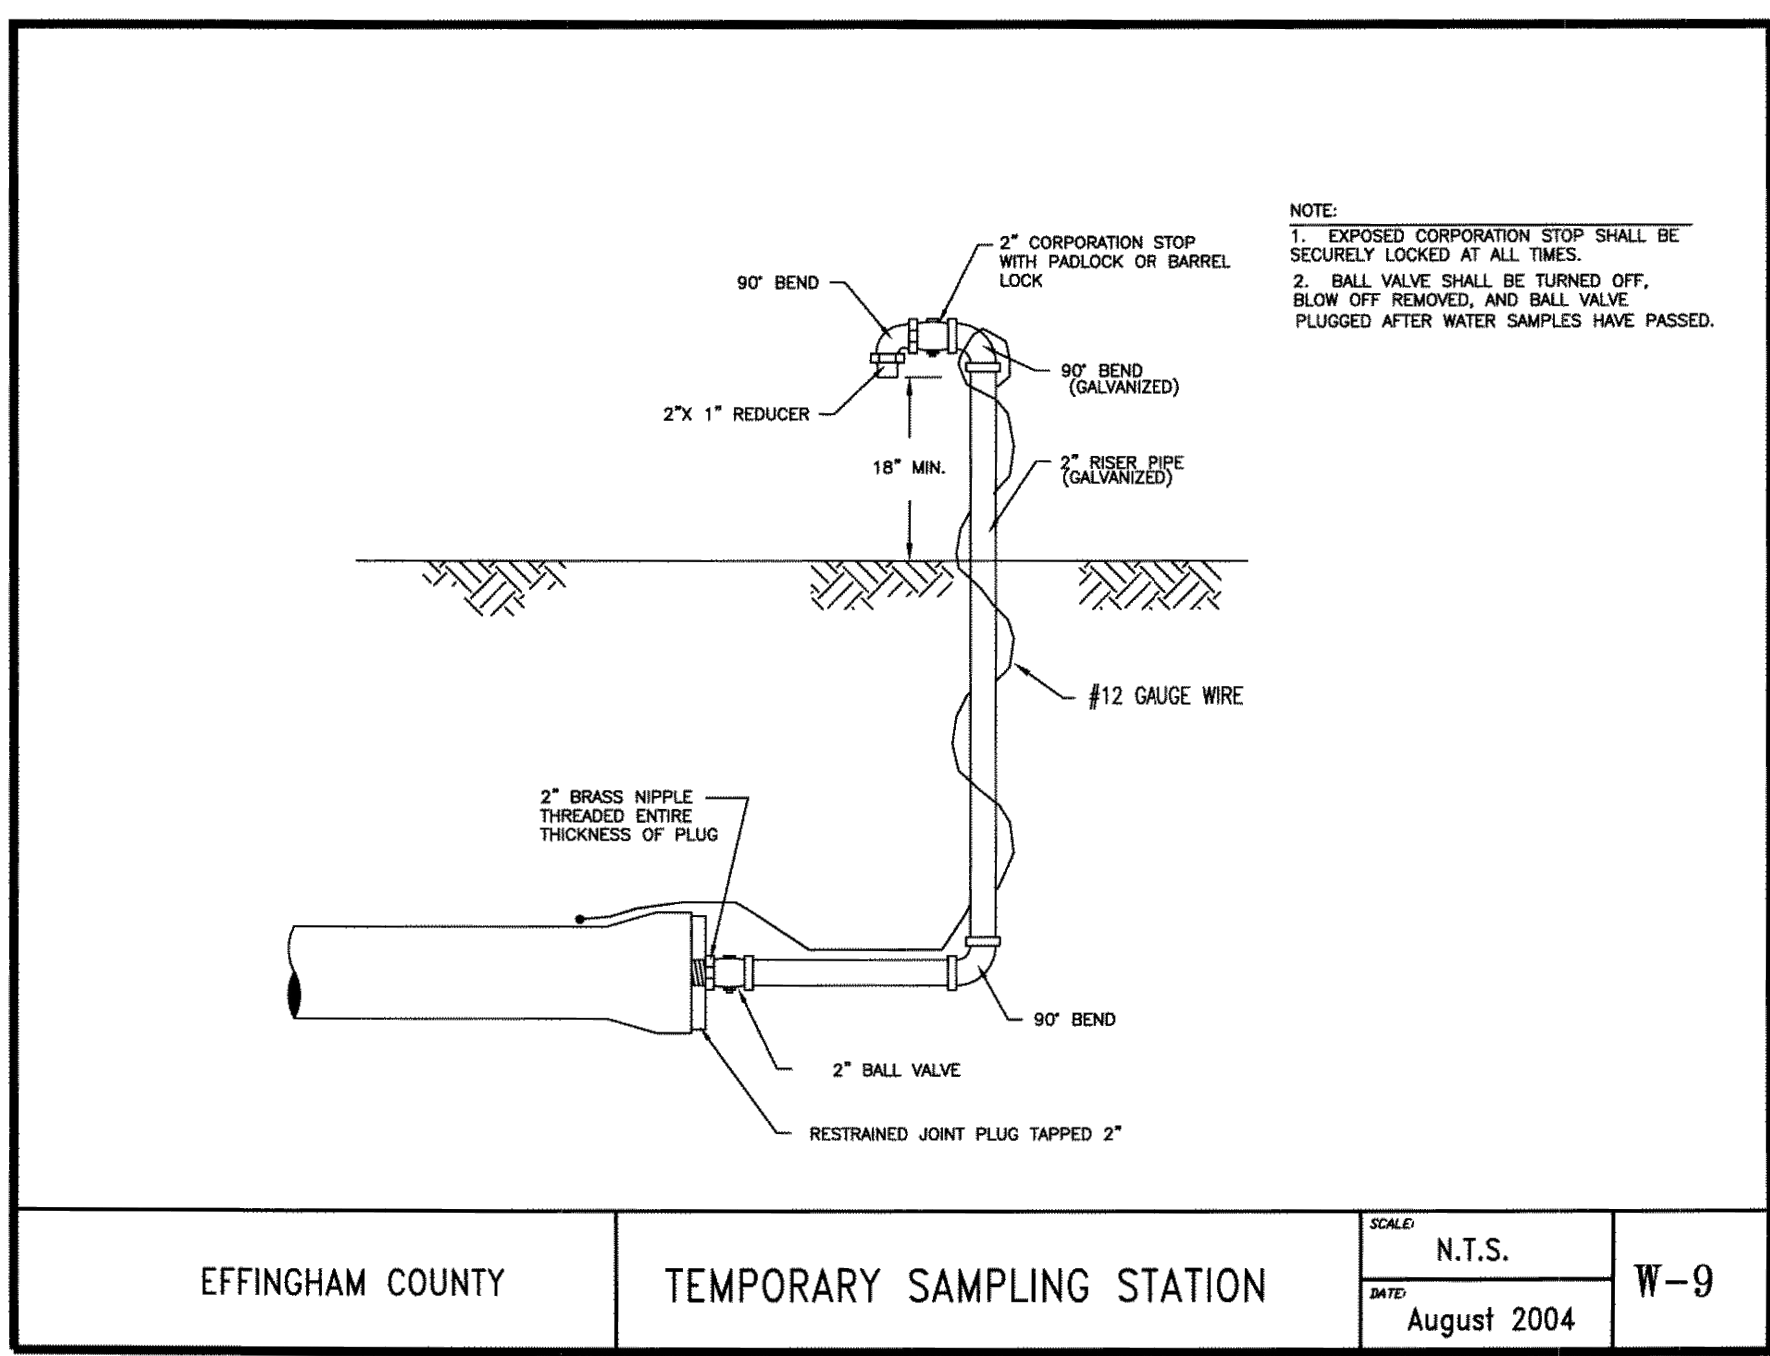 NOTE:
1. EXPOSED CORPORATION STOP SHALL BE
SECURELY LOCKED AT ALL TIMES.
2. BALL VALVE SHALL BE TURNED OFF,
BLOW OFF REMOVED, AND BALL VALVE
PLUGGED AFTER WATER SAMPLES HAVE PASSED.
2" CORPORATION STOP
WITH PADLOCK OR BARREL
LOCK
90° BEND
90° BEND
(GALVANIZED)
2"X 1" REDUCER
18" MIN.
2" RISER PIPE
(GALVANIZED)
#12 GAUGE WIRE
2" BRASS NIPPLE
THREADED ENTIRE
THICKNESS OF PLUG
90° BEND
2" BALL VALVE
RESTRAINED JOINT PLUG TAPPED 2"
EFFINGHAM COUNTY
TEMPORARY SAMPLING STATION
SCALE:
N.T.S.
DATE:
August 2004
W-9